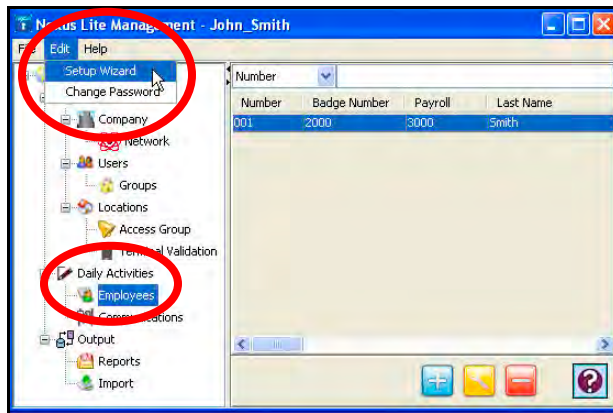 Nexus Lite Management - John_Smith
File Edit Help
Setup Wizard
Change Password
Company
Network
Users
Groups
Locations
Access Group
Terminal Validation
Daily Activities
Employees
Communications
Output
Reports
Import
Number
Number Badge Number Payroll Last Name
001 2000 3000 Smith
?